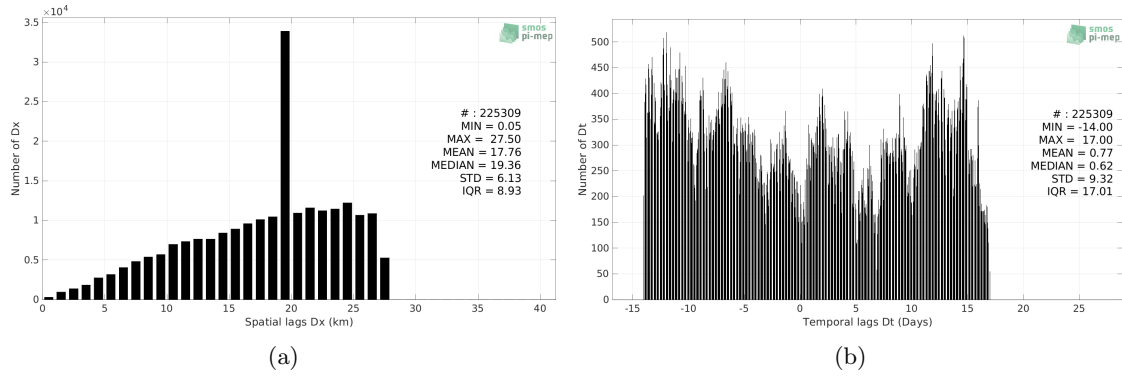 ×10⁴
3.5
3
2.5
2
1.5
1
0.5
0
Number of Dx
0 5 10 15 20 25 30 35 40
Spatial lags Dx (km)
smos
pi-mep
# : 225309
MIN = 0.05
MAX = 27.50
MEAN = 17.76
MEDIAN = 19.36
STD = 6.13
IQR = 8.93
(a)
500
450
400
350
300
250
200
150
100
50
0
Number of Dt
-15 -10 -5 0 5 10 15 20 25
Temporal lags Dt (Days)
smos
pi-mep
# : 225309
MIN = -14.00
MAX = 17.00
MEAN = 0.77
MEDIAN = 0.62
STD = 9.32
IQR = 17.01
(b)